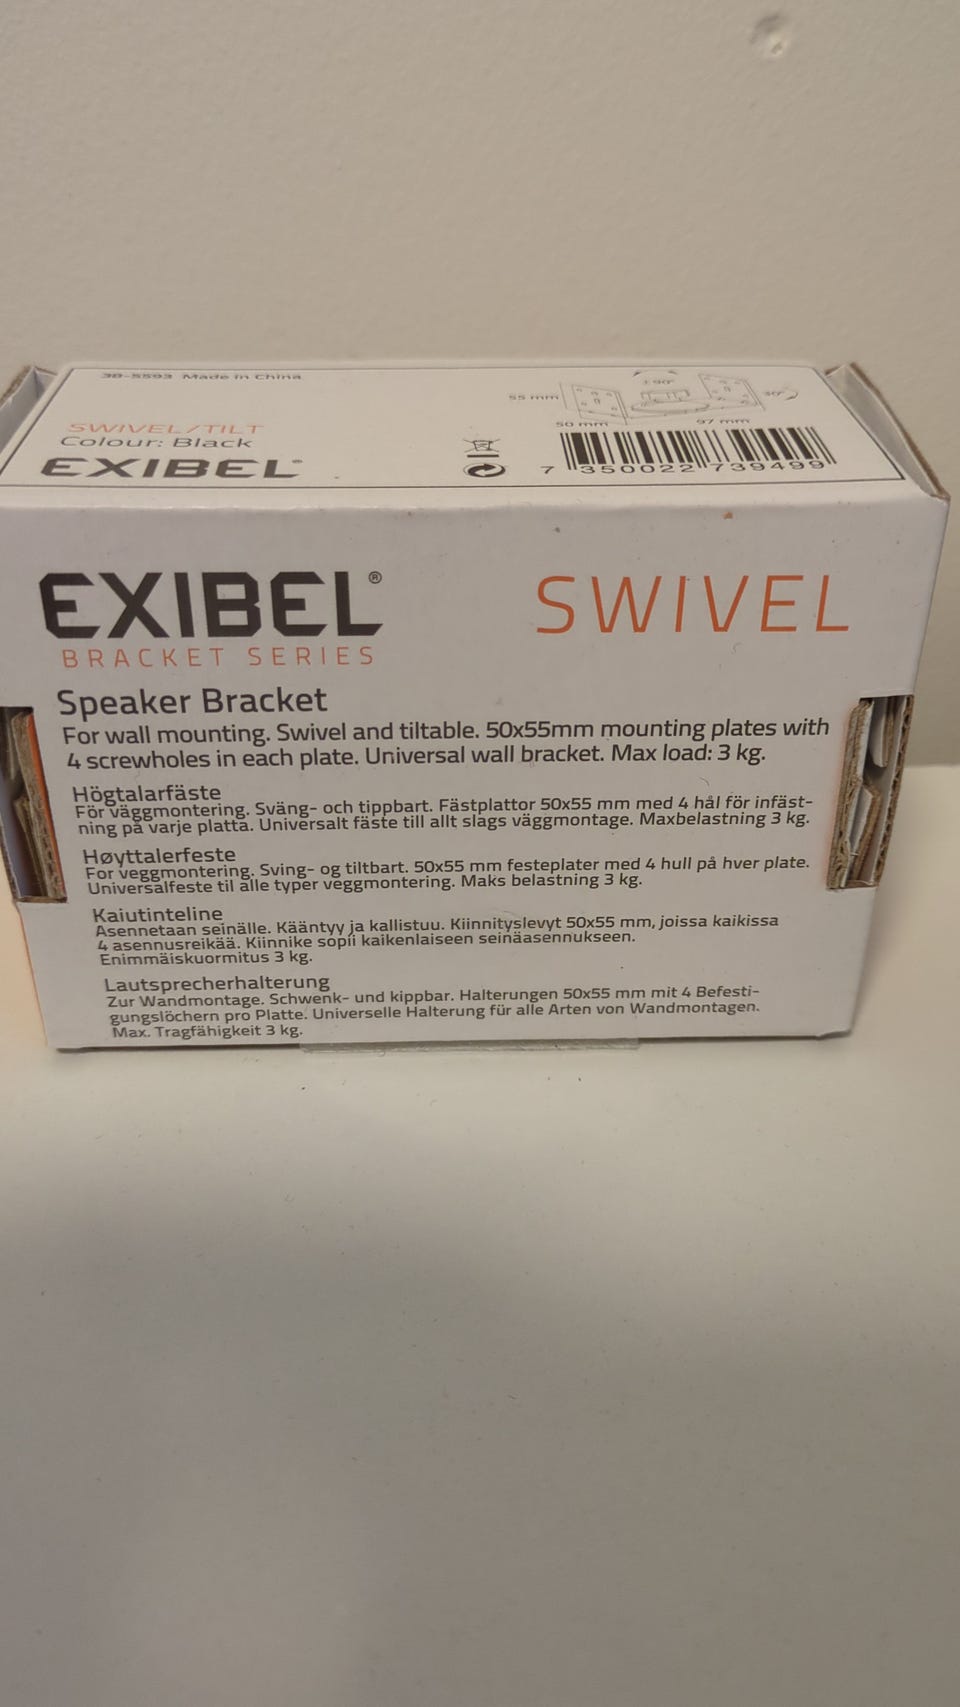 38-5593 Made in China
SWIVEL/TILT
Colour: Black
EXIBEL®
55 mm
50 mm
97 mm
7 350022 739499
EXIBEL®
BRACKET SERIES
SWIVEL
Speaker Bracket
For wall mounting. Swivel and tiltable. 50x55mm mounting plates with
4 screwholes in each plate. Universal wall bracket. Max load: 3 kg.
Högtalarfäste
För väggmontering. Sväng- och tippbart. Fästplattor 50x55 mm med 4 hål för infäst-
ning på varje platta. Universalt fäste till allt slags väggmontage. Maxbelastning 3 kg.
Høyttalerfeste
For veggmontering. Sving- og tiltbart. 50x55 mm festeplater med 4 hull på hver plate.
Universalfeste til alle typer veggmontering. Maks belastning 3 kg.
Kaiutinteline
Asennetaan seinälle. Kääntyy ja kallistuu. Kiinnityslevyt 50x55 mm, joissa kaikissa
4 asennusreikää. Kiinnike sopii kaikenlaiseen seinäasennukseen.
Enimmäiskuormitus 3 kg.
Lautsprecherhalterung
Zur Wandmontage. Schwenk- und kippbar. Halterungen 50x55 mm mit 4 Befesti-
gungslöchern pro Platte. Universelle Halterung für alle Arten von Wandmontagen.
Max. Tragfähigkeit 3 kg.